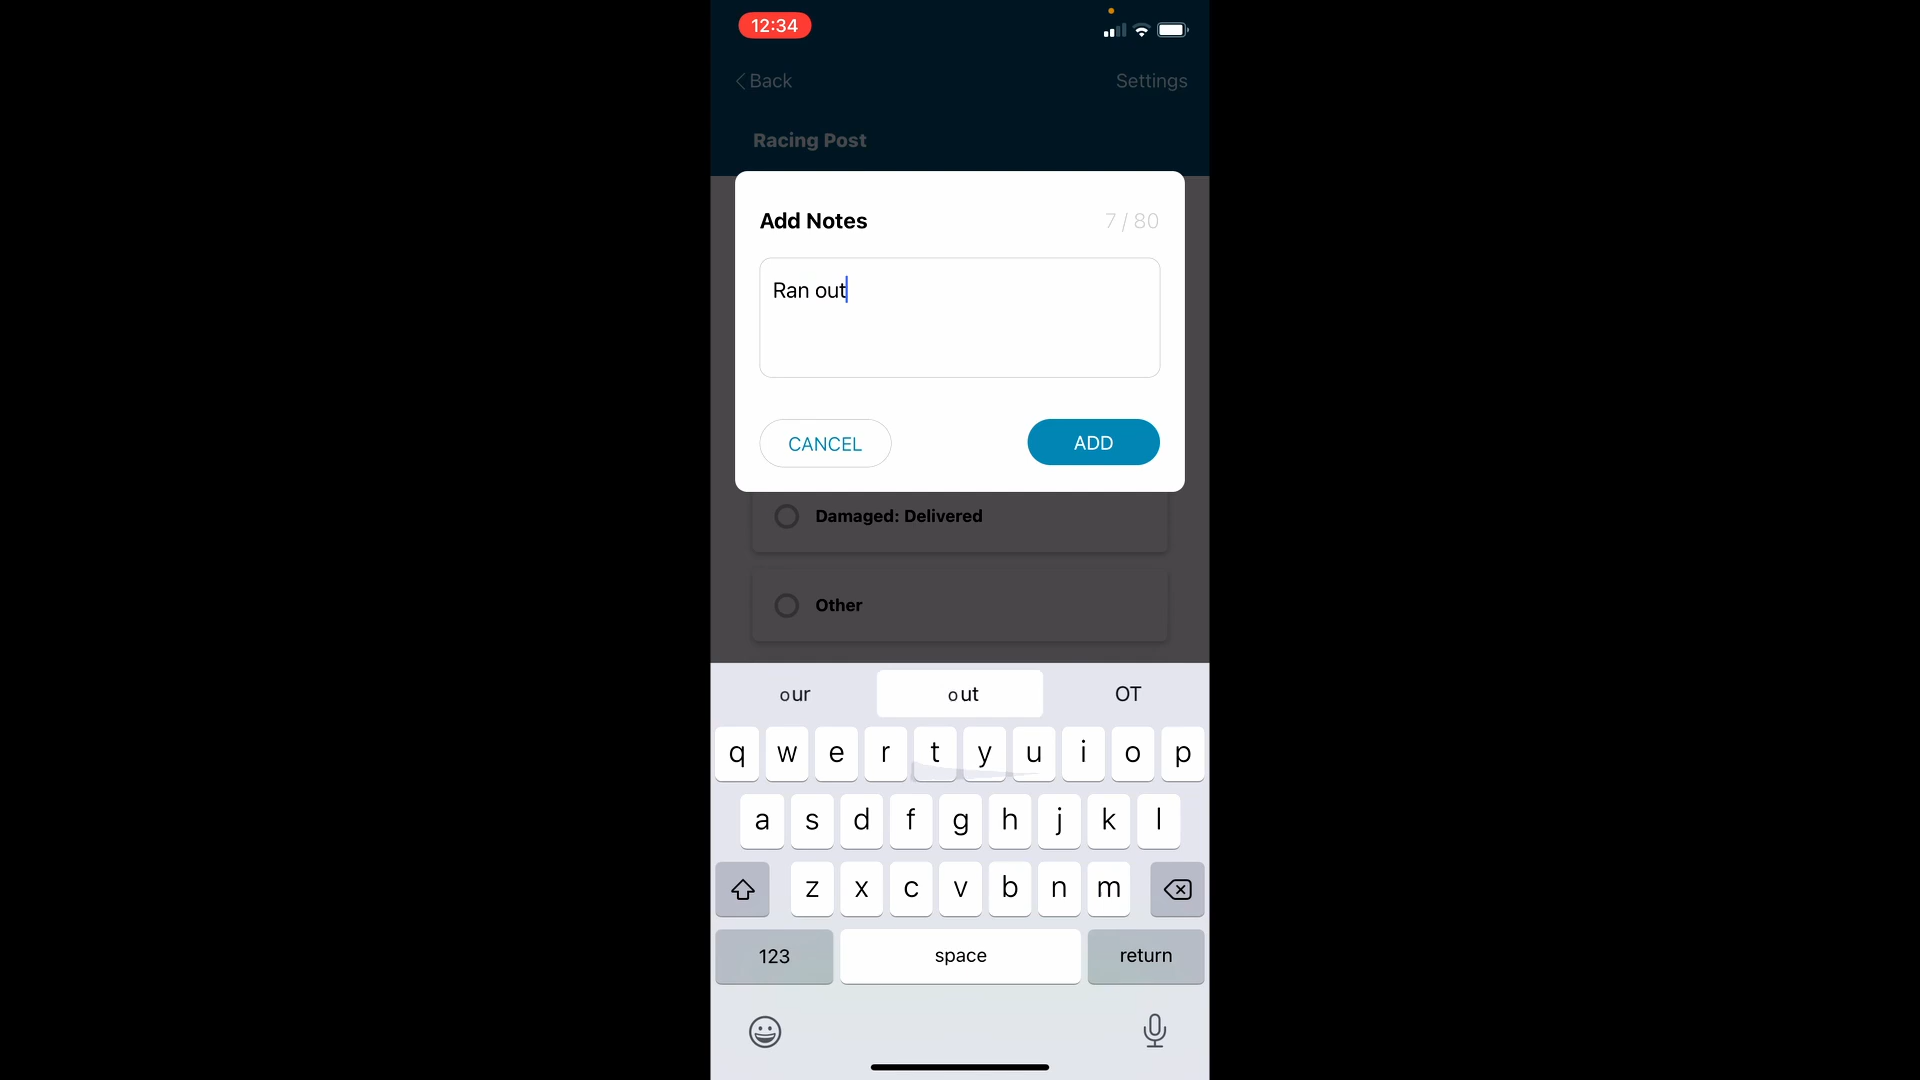 12:34
Back
Settings
Racing Post
Add Notes
7 / 80
Ran out
CANCEL
ADD
Damaged: Delivered
Other
our
out
OT
q w e r t y u i o p
a s d f g h j k l
z x c v b n m
123
space
return